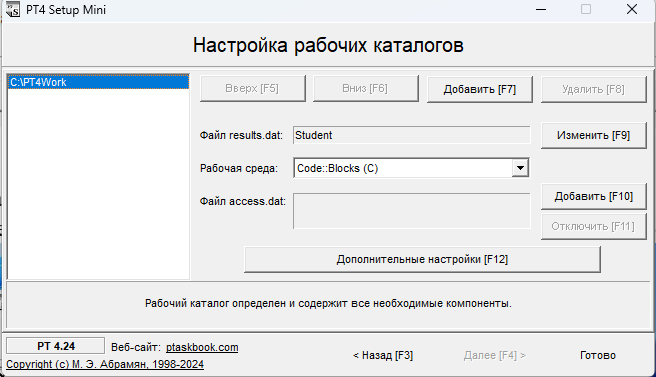 PT4 Setup Mini
Настройка рабочих каталогов
C:\PT4Work
Вверх [F5]
Вниз [F6]
Добавить [F7]
Удалить [F8]
Файл results.dat:
Student
Изменить [F9]
Рабочая среда:
Code::Blocks (C)
Файл access.dat:
Добавить [F10]
Отключить [F11]
Дополнительные настройки [F12]
Рабочий каталог определен и содержит все необходимые компоненты.
PT 4.24
Веб-сайт: ptaskbook.com
Copyright (c) М. Э. Абрамян, 1998-2024
< Назад [F3]
Далее [F4] >
Готово